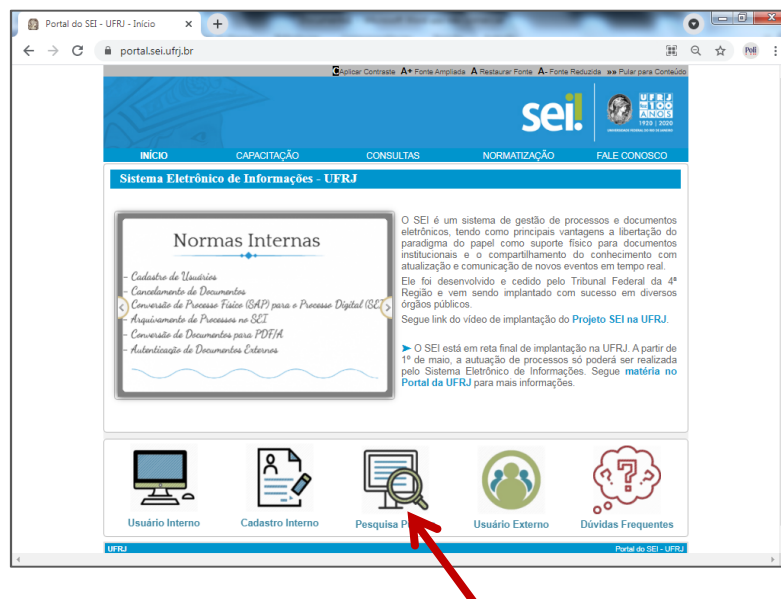 Portal do SEI - UFRJ - Início
portal.sei.ufrj.br
Poli
C Aplicar Contraste A+ Fonte Ampliada A Restaurar Fonte A- Fonte Reduzida »» Pular para Conteúdo
sei!
UFRJ
100
ANOS
1920 | 2020
UNIVERSIDADE FEDERAL DO RIO DE JANEIRO
INÍCIO CAPACITAÇÃO CONSULTAS NORMATIZAÇÃO FALE CONOSCO
Sistema Eletrônico de Informações - UFRJ
Normas Internas
- Cadastro de Usuários
- Cancelamento de Documentos
- Conversão de Processo Físico (SAP) para o Processo Digital (SEI
- Arquivamento de Processos no SEI
- Conversão de Documentos para PDF/A
- Autenticação de Documentos Externos
O SEI é um sistema de gestão de processos e documentos
eletrônicos, tendo como principais vantagens a libertação do
paradigma do papel como suporte físico para documentos
institucionais e o compartilhamento do conhecimento com
atualização e comunicação de novos eventos em tempo real.
Ele foi desenvolvido e cedido pelo Tribunal Federal da 4ª
Região e vem sendo implantado com sucesso em diversos
órgãos públicos.
Segue link do vídeo de implantação do Projeto SEI na UFRJ.
➤ O SEI está em reta final de implantação na UFRJ. A partir de
1º de maio, a autuação de processos só poderá ser realizada
pelo Sistema Eletrônico de Informações. Segue matéria no
Portal da UFRJ para mais informações.
Usuário Interno Cadastro Interno Pesquisa Usuário Externo Dúvidas Frequentes
UFRJ Portal do SEI - UFRJ